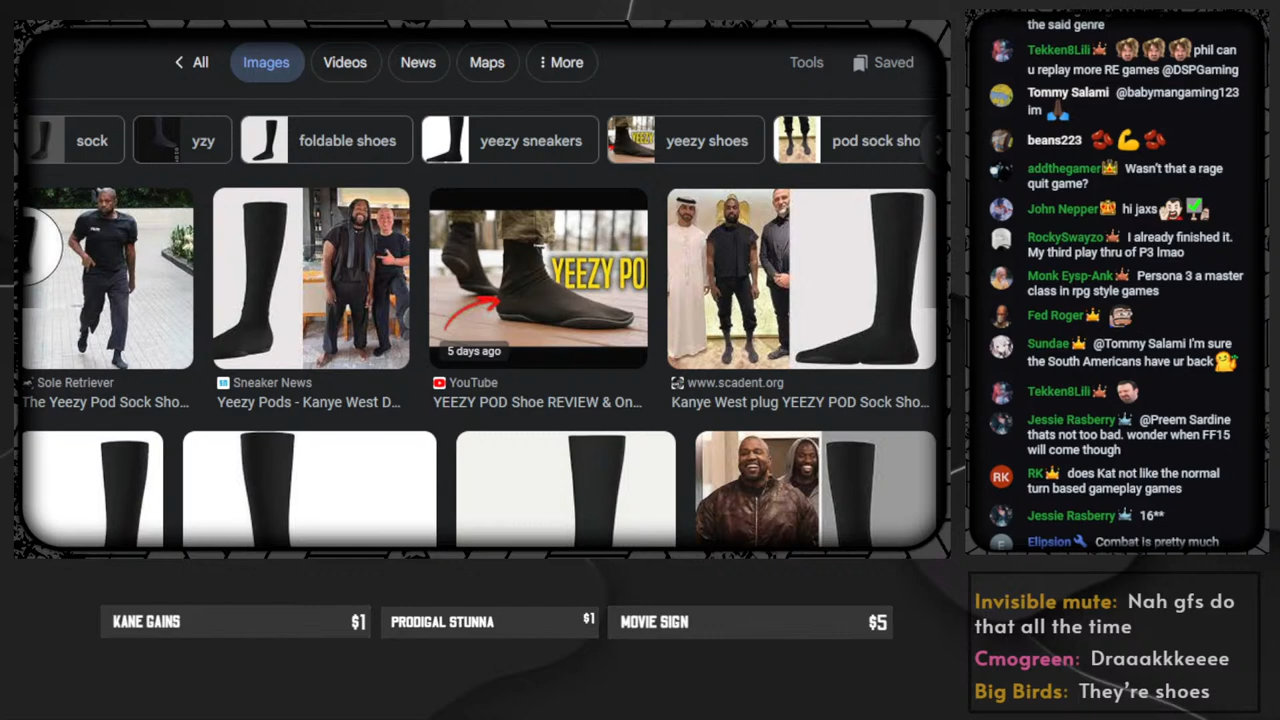 All
Images
Videos
News
Maps
More
Tools
Saved
sock
yzy
foldable shoes
yeezy sneakers
yeezy shoes
pod sock sho
YEEZY PO
5 days ago
Sole Retriever
The Yeezy Pod Sock Sho...
Sneaker News
Yeezy Pods - Kanye West D...
YouTube
YEEZY POD Shoe REVIEW & On...
www.scadent.org
Kanye West plug YEEZY POD Sock Sho...
KANE GAINS $1
PRODIGAL STUNNA $1
MOVIE SIGN $5
the said genre
Tekken8Lili phil can
u replay more RE games @DSPGaming
Tommy Salami @babymangaming123
im
beans223
addthegamer Wasn't that a rage
quit game?
John Nepper hi jaxs
RockySwayzo I already finished it.
My third play thru of P3 lmao
Monk Eysp-Ank Persona 3 a master
class in rpg style games
Fed Roger
Sundae @Tommy Salami I'm sure
the South Americans have ur back
Tekken8Lili
Jessie Rasberry @Preem Sardine
thats not too bad. wonder when FF15
will come though
RK
RK does Kat not like the normal
turn based gameplay games
Jessie Rasberry 16**
E
Elipsion Combat is pretty much
Invisible mute: Nah gfs do
that all the time
Cmogreen: Draaakkkeeee
Big Birds: They're shoes